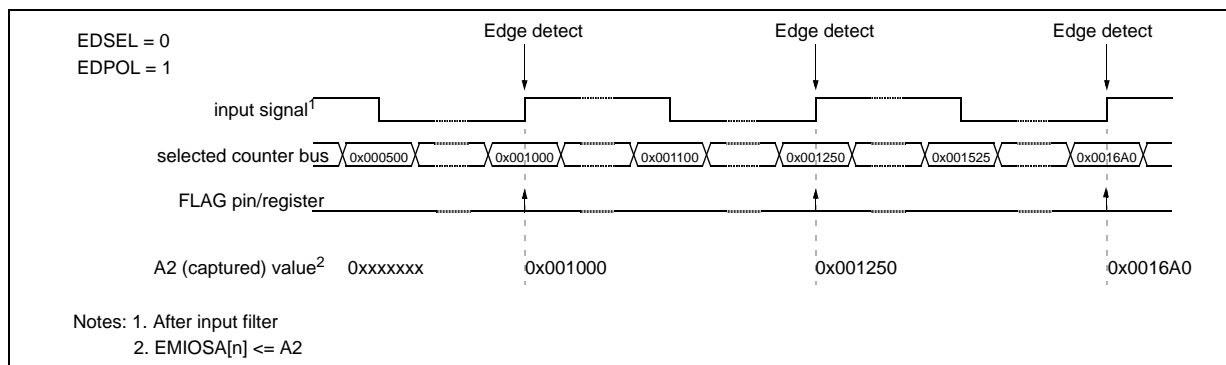 EDSEL = 0
EDPOL = 1
Edge detect Edge detect Edge detect
input signal1
selected counter bus 0x000500 0x001000 0x001100 0x001250 0x001525 0x0016A0
FLAG pin/register
A2 (captured) value2 0xxxxxxx 0x001000 0x001250 0x0016A0
Notes: 1. After input filter
2. EMIOSA[n] <= A2